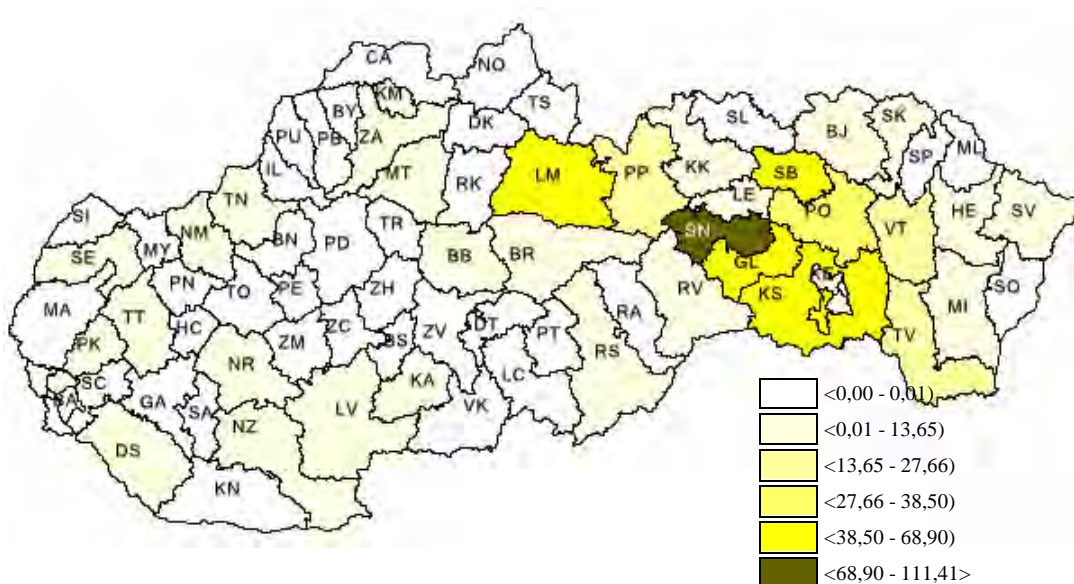 CA
NO
KM
BY
TS
PU
PB
ZA
DK
SL
BJ
SK
SP
ML
IL
MT
RK
LM
PP
KK
LE
SB
SI
TN
TR
SN
PO
HE
SV
NM
BN
PD
VT
SE
MY
BB
BR
GL
PN
TO
PE
ZH
RV
KS
SO
MA
TT
HC
ZM
ZC
BS
ZV
DT
PT
RA
MI
PK
NR
RS
TV
SC
GA
SA
KA
LC
LV
VK
NZ
DS
KN
<0,00 - 0,01)
<0,01 - 13,65)
<13,65 - 27,66)
<27,66 - 38,50)
<38,50 - 68,90)
<68,90 - 111,41>